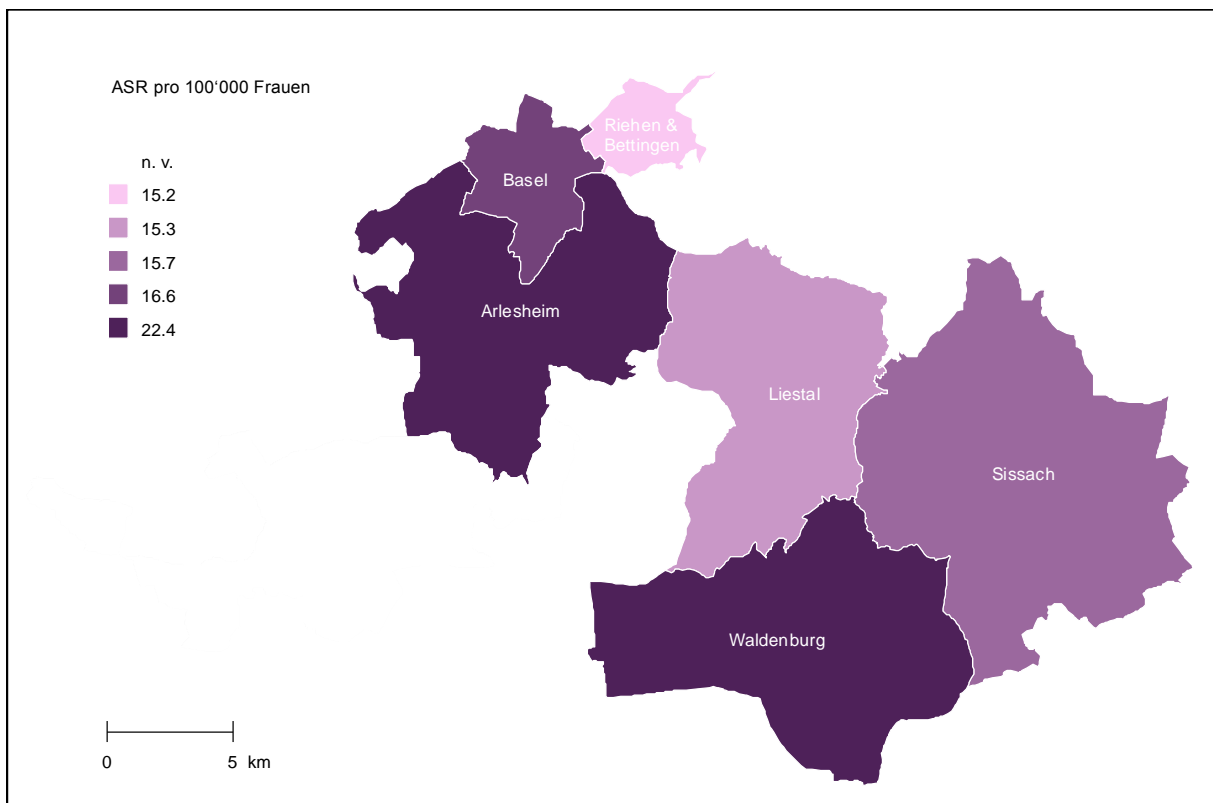 ASR pro 100‘000 Frauen
n. v.
15.2
15.3
15.7
16.6
22.4
Riehen &
Bettingen
Basel
Arlesheim
Liestal
Sissach
Waldenburg
0 5 km